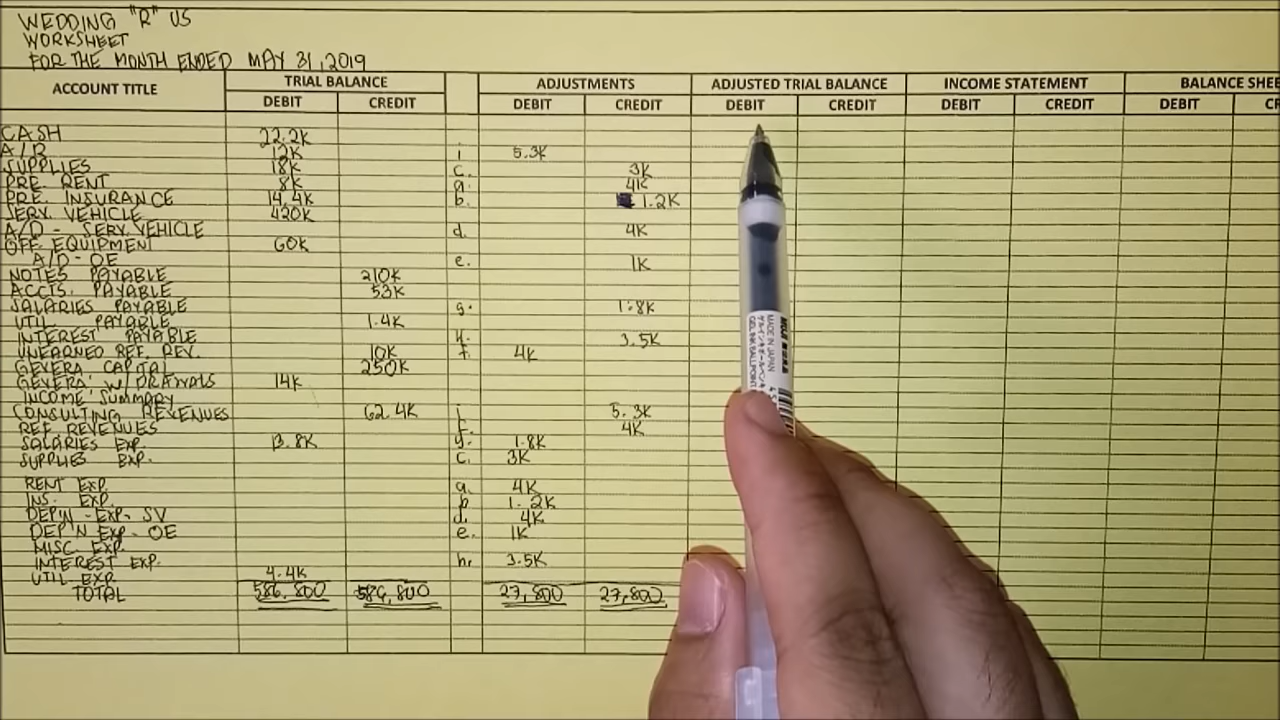 WEDDING "R" US
WORKSHEET
FOR THE MONTH ENDED MAY 31, 2019
ACCOUNT TITLE TRIAL BALANCE ADJUSTMENTS ADJUSTED TRIAL BALANCE INCOME STATEMENT BALANCE SHEE
DEBIT CREDIT DEBIT CREDIT DEBIT CREDIT DEBIT CREDIT DEBIT CR
CASH 22.2K
A/R 12K i 5.3K
SUPPLIES 18K c. 3K
PRE. RENT 8K a. 4K
PRE. INSURANCE 14.4K b. 1.2K
SERV. VEHICLE 420K
A/D - SERV. VEHICLE d. 4K
OFF. EQUIPMENT 60K
A/D - OE e. 1K
NOTES PAYABLE 210K
ACCTS. PAYABLE 53K
SALARIES PAYABLE g. 1.8K
UTIL. PAYABLE 1.4K
INTEREST PAYABLE H. 3.5K
UNEARNED REF. REV. 10K f. 4K
GEVERA CAPITAL 250K
GEVERA W/DRAWALS 14K
INCOME SUMMARY
CONSULTING REVENUES 62.4K i 5.3K
REF. REVENUES f. 4K
SALARIES EXP. 13.8K g. 1.8K
SUPPLIES EXP. c. 3K
RENT EXP. a. 4K
INS. EXP. b 1.2K
DEP'N - EXP. SV d. 4K
DEP'N EXP. - OE e. 1K
MISC. EXP.
INTEREST EXP. h. 3.5K
UTIL. EXP 4.4K
TOTAL 586,800 586,800 27,800 27,800
MADE IN JAPAN